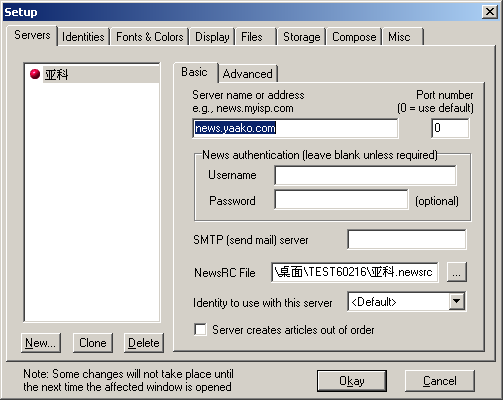 Setup
Servers Identities Fonts & Colors Display Files Storage Compose Misc
亚科
Basic Advanced
Server name or address
e.g., news.myisp.com
Port number
(0 = use default)
news.yaako.com
0
News authentication (leave blank unless required)
Username
Password (optional)
SMTP (send mail) server
NewsRC File \桌面\TEST60216\亚科.newsrc ...
Identity to use with this server <Default>
Server creates articles out of order
New... Clone Delete
Note: Some changes will not take place until
the next time the affected window is opened
Okay Cancel